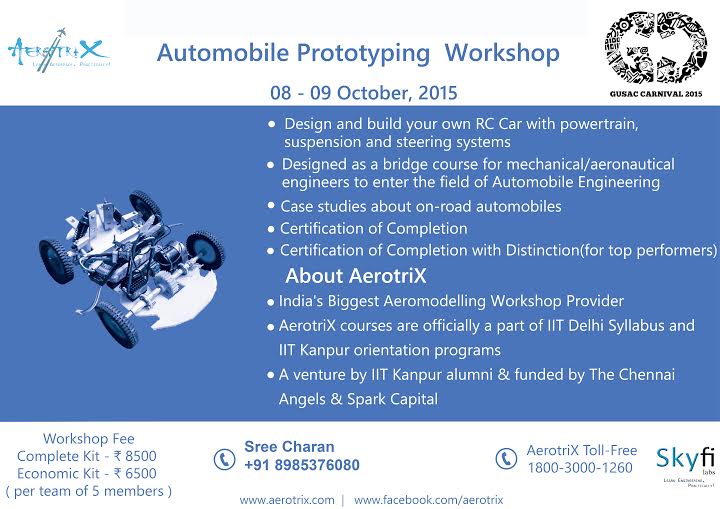 AEROTRIX
LEARN AEROSPACE, PRACTICALLY!
Automobile Prototyping Workshop
08 - 09 October, 2015
GUSAC CARNIVAL 2015
• Design and build your own RC Car with powertrain,
suspension and steering systems
• Designed as a bridge course for mechanical/aeronautical
engineers to enter the field of Automobile Engineering
• Case studies about on-road automobiles
• Certification of Completion
• Certification of Completion with Distinction(for top performers)
About AerotriX
• India's Biggest Aeromodelling Workshop Provider
• AerotriX courses are officially a part of IIT Delhi Syllabus and
IIT Kanpur orientation programs
• A venture by IIT Kanpur alumni & funded by The Chennai
Angels & Spark Capital
Workshop Fee
Complete Kit - ₹ 8500
Economic Kit - ₹ 6500
( per team of 5 members )
Sree Charan
+91 8985376080
AerotriX Toll-Free
1800-3000-1260
Skyfi
labs
LEARN ENGINEERING,
PRACTICALLY!
www.aerotrix.com | www.facebook.com/aerotrix